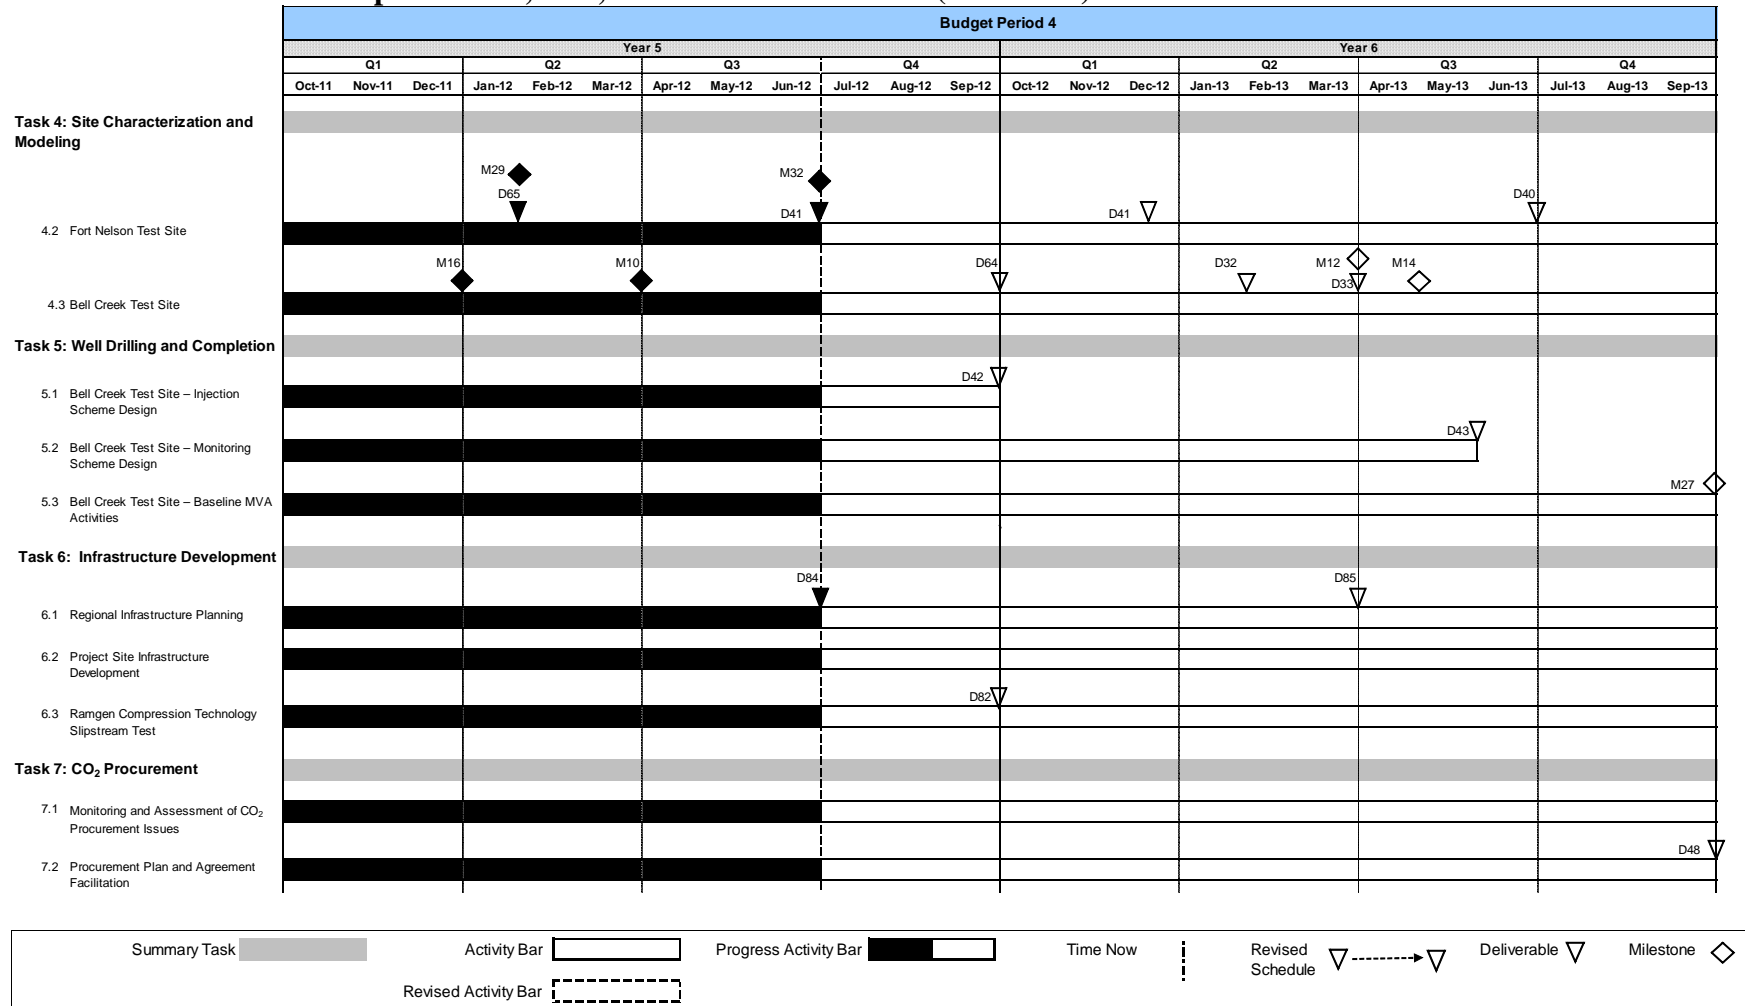 Budget Period 4
Year 5 Year 6
Q1 Q2 Q3 Q4 Q1 Q2 Q3 Q4
Oct-11 Nov-11 Dec-11 Jan-12 Feb-12 Mar-12 Apr-12 May-12 Jun-12 Jul-12 Aug-12 Sep-12 Oct-12 Nov-12 Dec-12 Jan-13 Feb-13 Mar-13 Apr-13 May-13 Jun-13 Jul-13 Aug-13 Sep-13
Task 4: Site Characterization and
Modeling
M29 M32
D65 D40
D41 D41
4.2 Fort Nelson Test Site
M16 M10 D64 D32 M12 M14
D33
4.3 Bell Creek Test Site
Task 5: Well Drilling and Completion
D42
5.1 Bell Creek Test Site – Injection
Scheme Design
D43
5.2 Bell Creek Test Site – Monitoring
Scheme Design
M27
5.3 Bell Creek Test Site – Baseline MVA
Activities
Task 6: Infrastructure Development
D84 D85
6.1 Regional Infrastructure Planning
6.2 Project Site Infrastructure
Development
D82
6.3 Ramgen Compression Technology
Slipstream Test
Task 7: CO2 Procurement
7.1 Monitoring and Assessment of CO2
Procurement Issues
D48
7.2 Procurement Plan and Agreement
Facilitation
Summary Task Activity Bar Progress Activity Bar Time Now Revised Deliverable Milestone
Schedule
Revised Activity Bar